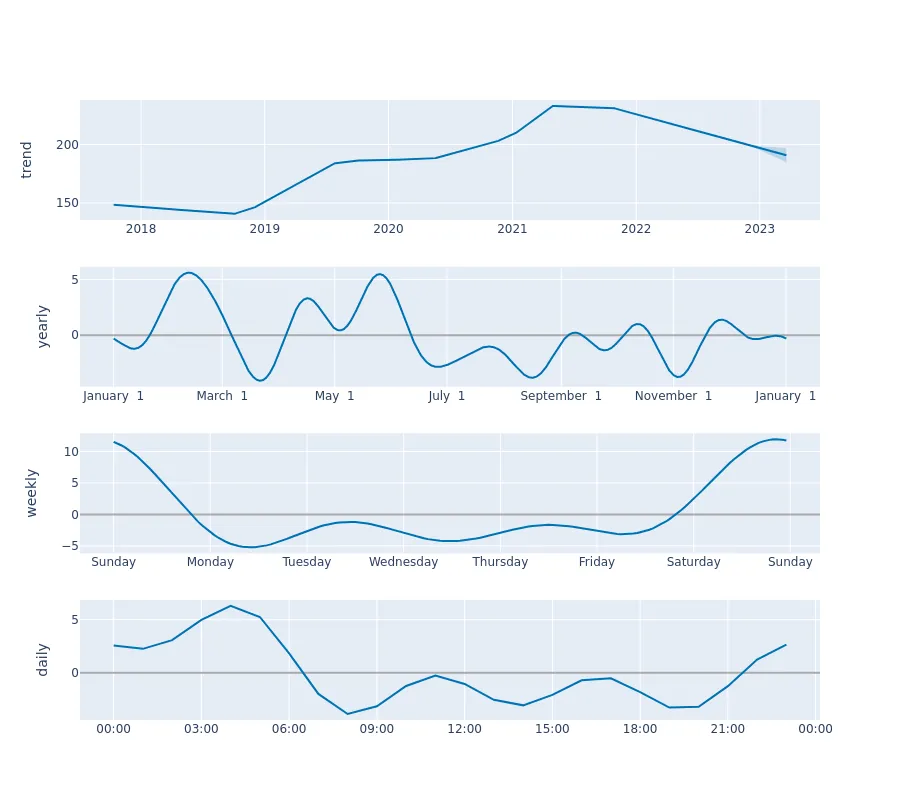 trend
200
150
2018 2019 2020 2021 2022 2023
yearly
5
0
January 1 March 1 May 1 July 1 September 1 November 1 January 1
weekly
10
5
0
−5
Sunday Monday Tuesday Wednesday Thursday Friday Saturday Sunday
daily
5
0
00:00 03:00 06:00 09:00 12:00 15:00 18:00 21:00 00:00